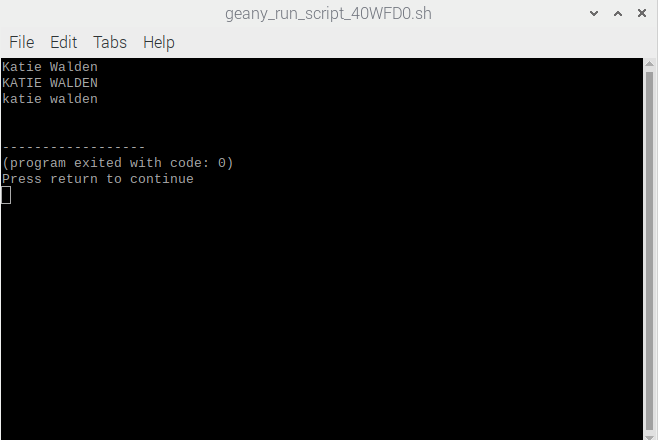 geany_run_script_40WFD0.sh
File Edit Tabs Help
Katie Walden
KATIE WALDEN
katie walden
------------------
(program exited with code: 0)
Press return to continue